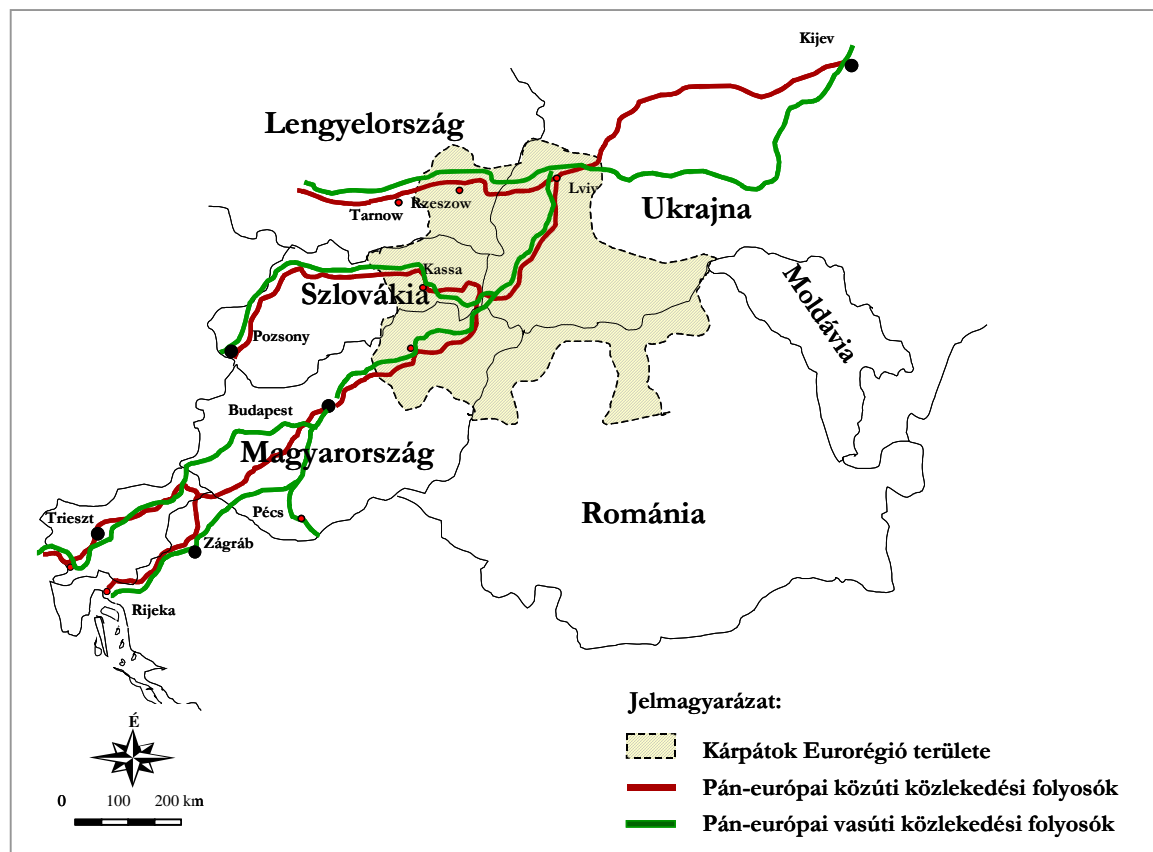 Kijev
Lengyelország
Lviv
Rzeszow
Tarnow
Ukrajna
Kassa
Szlovákia
Moldávia
Pozsony
Budapest
Magyarország
Pécs
Románia
Trieszt
Zágráb
Rijeka
Jelmagyarázat:
É
Kárpátok Eurorégió területe
Pán-európai közúti közlekedési folyosók
0 100 200 km
Pán-európai vasúti közlekedési folyosók